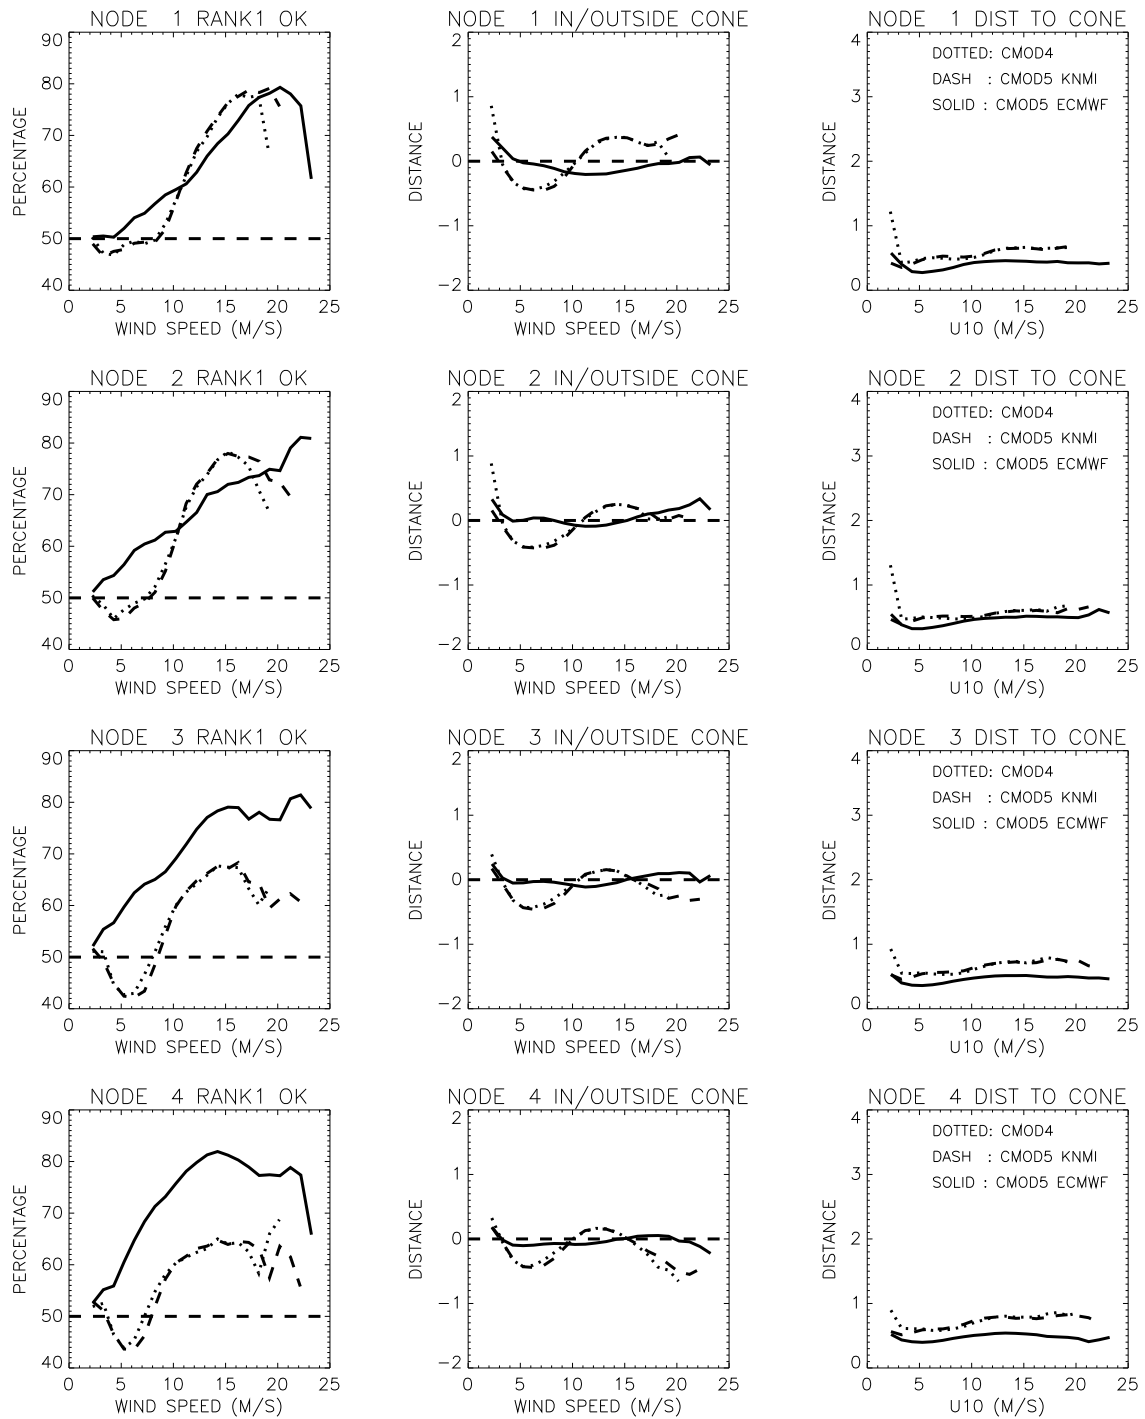 NODE 1 RANK1 OK
90
80
70
60
50
40
PERCENTAGE
0 5 10 15 20 25
WIND SPEED (M/S)
NODE 1 IN/OUTSIDE CONE
2
1
0
−1
−2
DISTANCE
0 5 10 15 20 25
WIND SPEED (M/S)
NODE 1 DIST TO CONE
DOTTED: CMOD4
DASH : CMOD5 KNMI
SOLID : CMOD5 ECMWF
4
3
2
1
0
DISTANCE
0 5 10 15 20 25
U10 (M/S)
NODE 2 RANK1 OK
90
80
70
60
50
40
PERCENTAGE
0 5 10 15 20 25
WIND SPEED (M/S)
NODE 2 IN/OUTSIDE CONE
2
1
0
−1
−2
DISTANCE
0 5 10 15 20 25
WIND SPEED (M/S)
NODE 2 DIST TO CONE
DOTTED: CMOD4
DASH : CMOD5 KNMI
SOLID : CMOD5 ECMWF
4
3
2
1
0
DISTANCE
0 5 10 15 20 25
U10 (M/S)
NODE 3 RANK1 OK
90
80
70
60
50
40
PERCENTAGE
0 5 10 15 20 25
WIND SPEED (M/S)
NODE 3 IN/OUTSIDE CONE
2
1
0
−1
−2
DISTANCE
0 5 10 15 20 25
WIND SPEED (M/S)
NODE 3 DIST TO CONE
DOTTED: CMOD4
DASH : CMOD5 KNMI
SOLID : CMOD5 ECMWF
4
3
2
1
0
DISTANCE
0 5 10 15 20 25
U10 (M/S)
NODE 4 RANK1 OK
90
80
70
60
50
40
PERCENTAGE
0 5 10 15 20 25
WIND SPEED (M/S)
NODE 4 IN/OUTSIDE CONE
2
1
0
−1
−2
DISTANCE
0 5 10 15 20 25
WIND SPEED (M/S)
NODE 4 DIST TO CONE
DOTTED: CMOD4
DASH : CMOD5 KNMI
SOLID : CMOD5 ECMWF
4
3
2
1
0
DISTANCE
0 5 10 15 20 25
U10 (M/S)